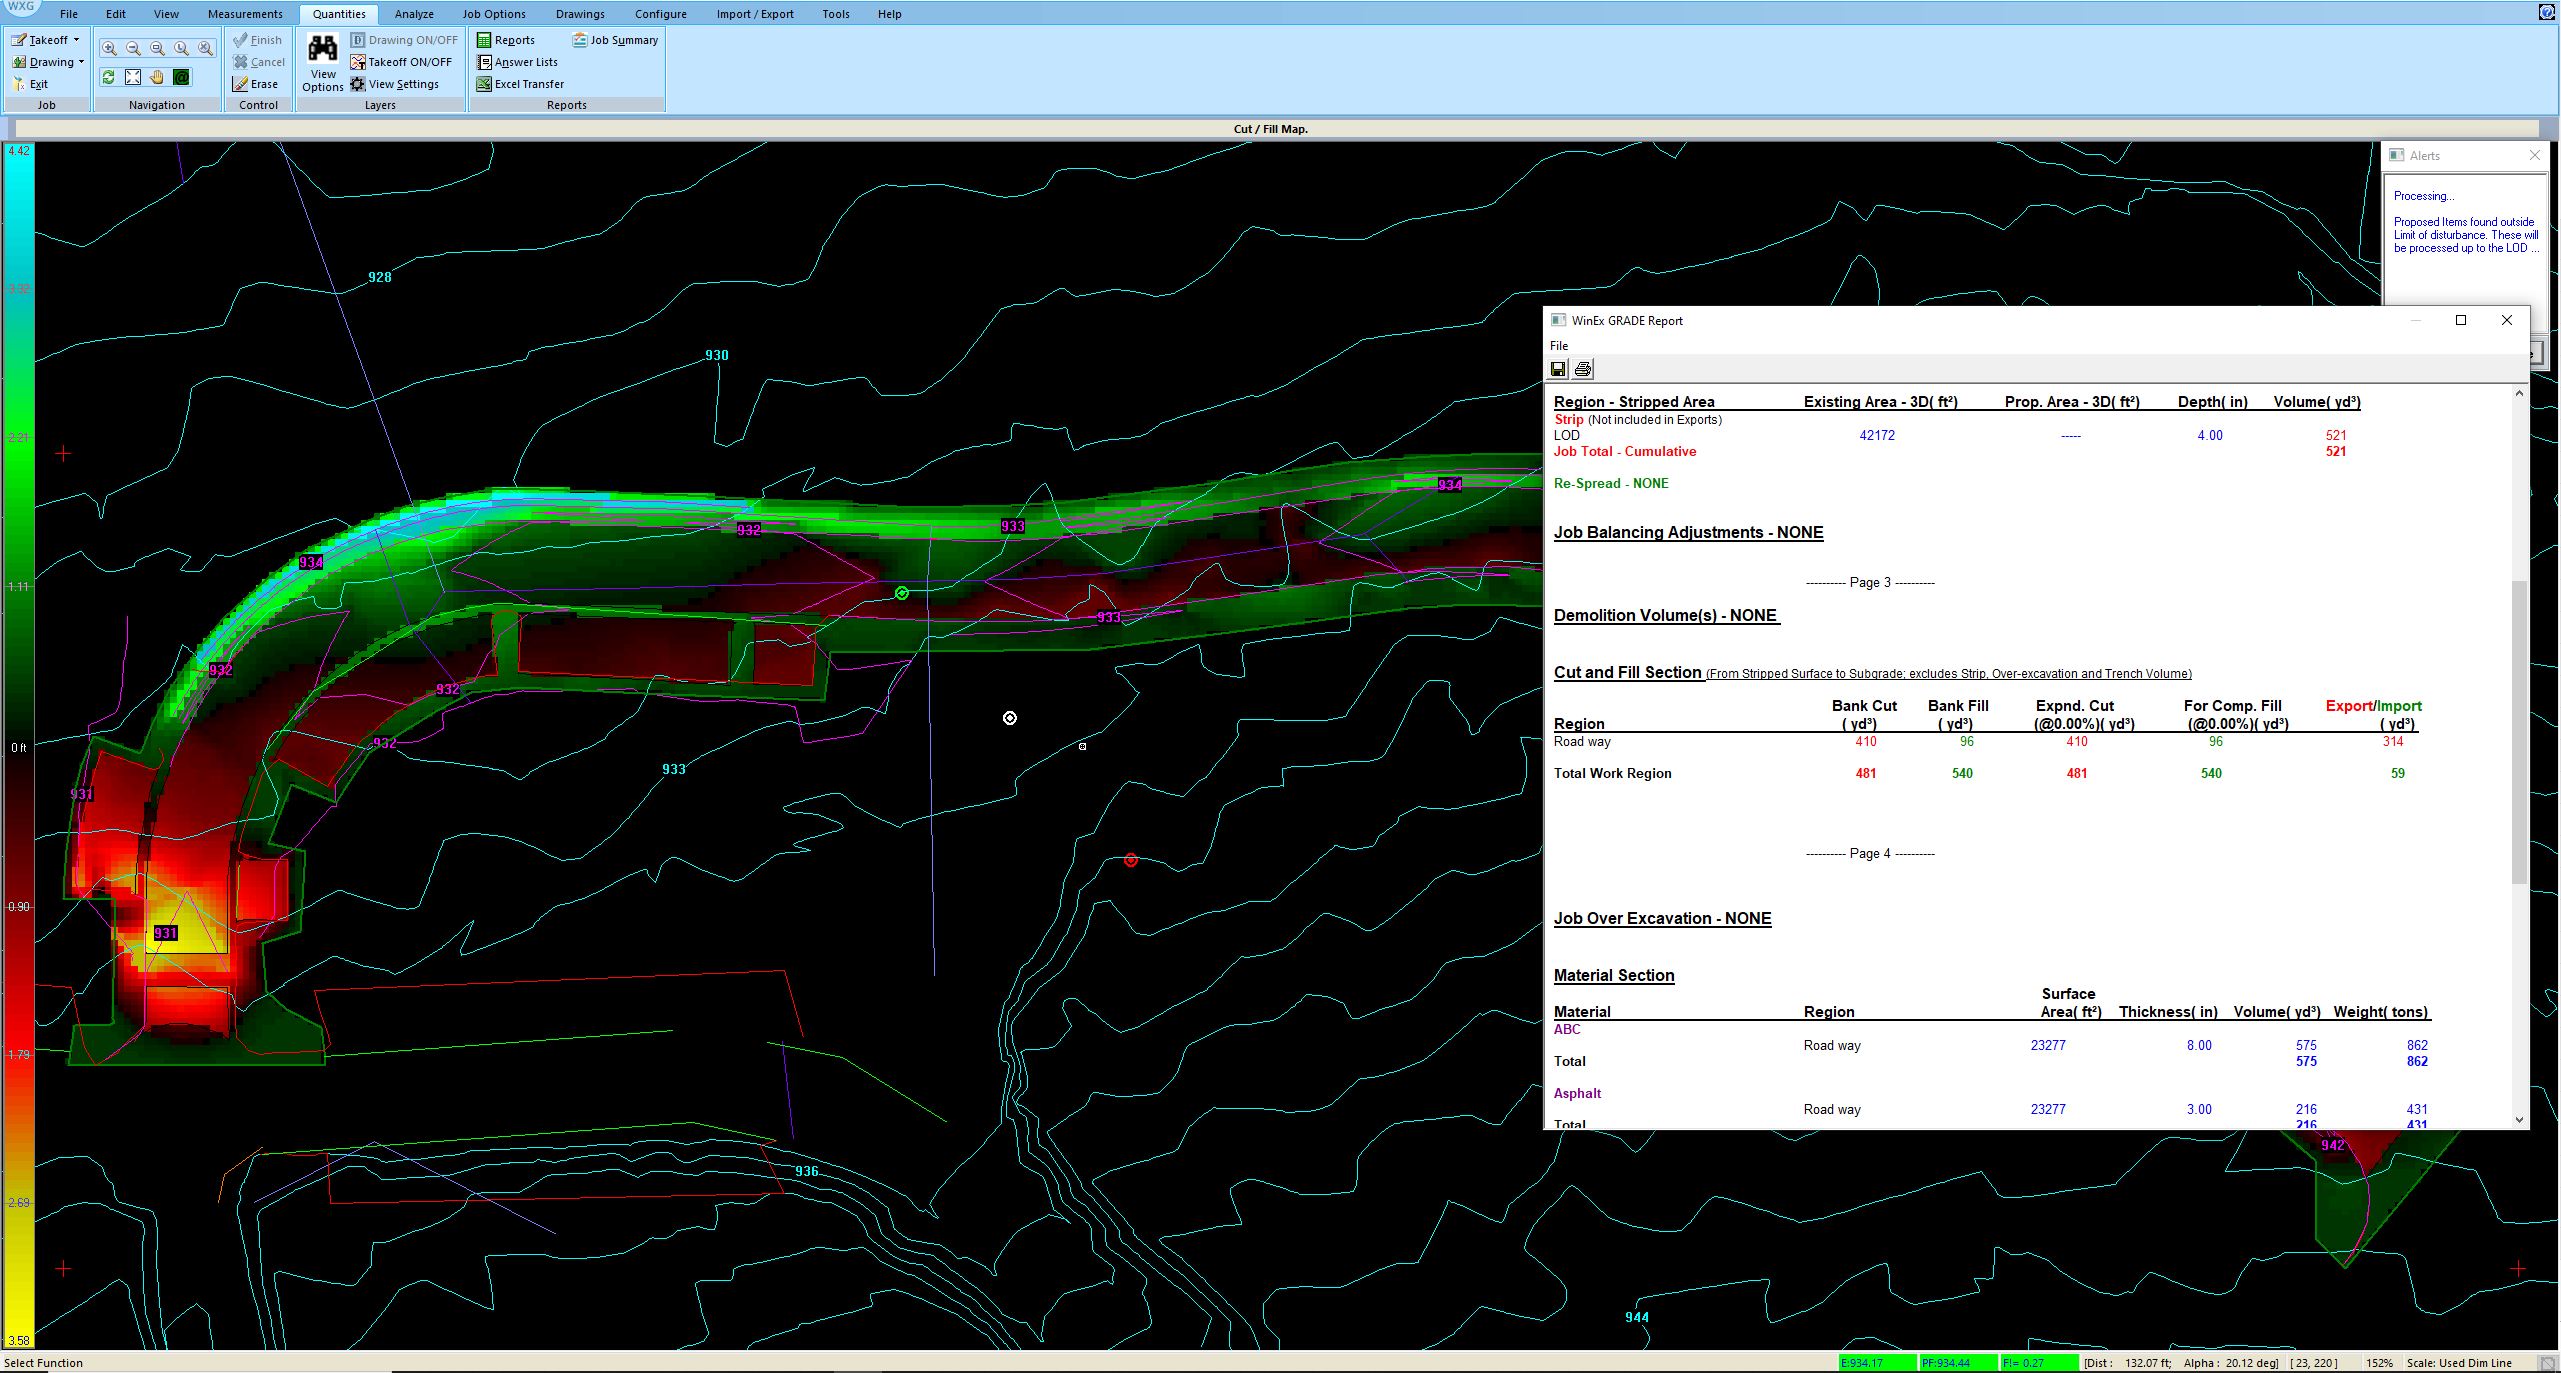 WXG
File Edit View Measurements Quantities Analyze Job Options Drawings Configure Import / Export Tools Help
Takeoff
Drawing
Exit
Job
Navigation
Finish
Cancel
Erase
Control
View
Options
Drawing ON/OFF
Takeoff ON/OFF
View Settings
Layers
Reports
Answer Lists
Excel Transfer
Job Summary
Reports
Cut / Fill Map.
4.42
3.32
2.21
1.11
0 ft
0.90
1.79
2.69
3.58
928
930
934
932
933
934
932
932
933
932
933
931
931
936
944
942
Alerts
Processing...
Proposed Items found outside
Limit of disturbance. These will
be processed up to the LOD ...
WinEx GRADE Report
File
Region - Stripped Area Existing Area - 3D( ft²) Prop. Area - 3D( ft²) Depth( in) Volume( yd³)
Strip (Not included in Exports)
LOD 42172 ----- 4.00 521
Job Total - Cumulative 521
Re-Spread - NONE
Job Balancing Adjustments - NONE
---------- Page 3 ----------
Demolition Volume(s) - NONE
Cut and Fill Section (From Stripped Surface to Subgrade; excludes Strip, Over-excavation and Trench Volume)
Bank Cut Bank Fill Expnd. Cut For Comp. Fill Export/Import
Region ( yd³) ( yd³) (@0.00%)( yd³) (@0.00%)( yd³) ( yd³)
Road way 410 96 410 96 314
Total Work Region 481 540 481 540 59
---------- Page 4 ----------
Job Over Excavation - NONE
Material Section
Surface
Material Region Area( ft²) Thickness( in) Volume( yd³) Weight( tons)
ABC
Road way 23277 8.00 575 862
Total 575 862
Asphalt
Road way 23277 3.00 216 431
Total 216 431
Select Function
E:934.17 PF:934.44 F!= 0.27 [Dist : 132.07 ft; Alpha : 20.12 deg] [ 23, 220 ] 152% Scale: Used Dim Line